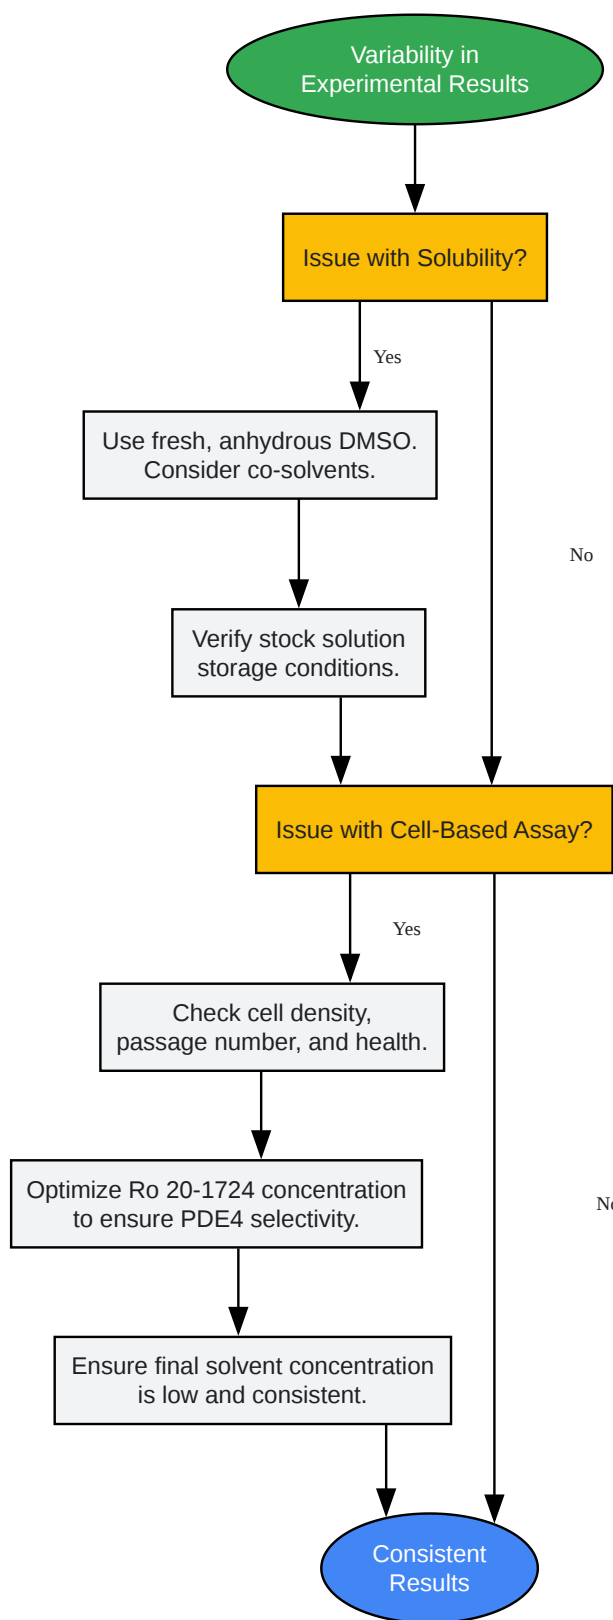 Variability in
Experimental Results
Issue with Solubility?
Yes
Use fresh, anhydrous DMSO.
Consider co-solvents.
No
Verify stock solution
storage conditions.
Issue with Cell-Based Assay?
Yes
Check cell density,
passage number, and health.
Optimize Ro 20-1724 concentration
to ensure PDE4 selectivity.
No
Ensure final solvent concentration
is low and consistent.
Consistent
Results